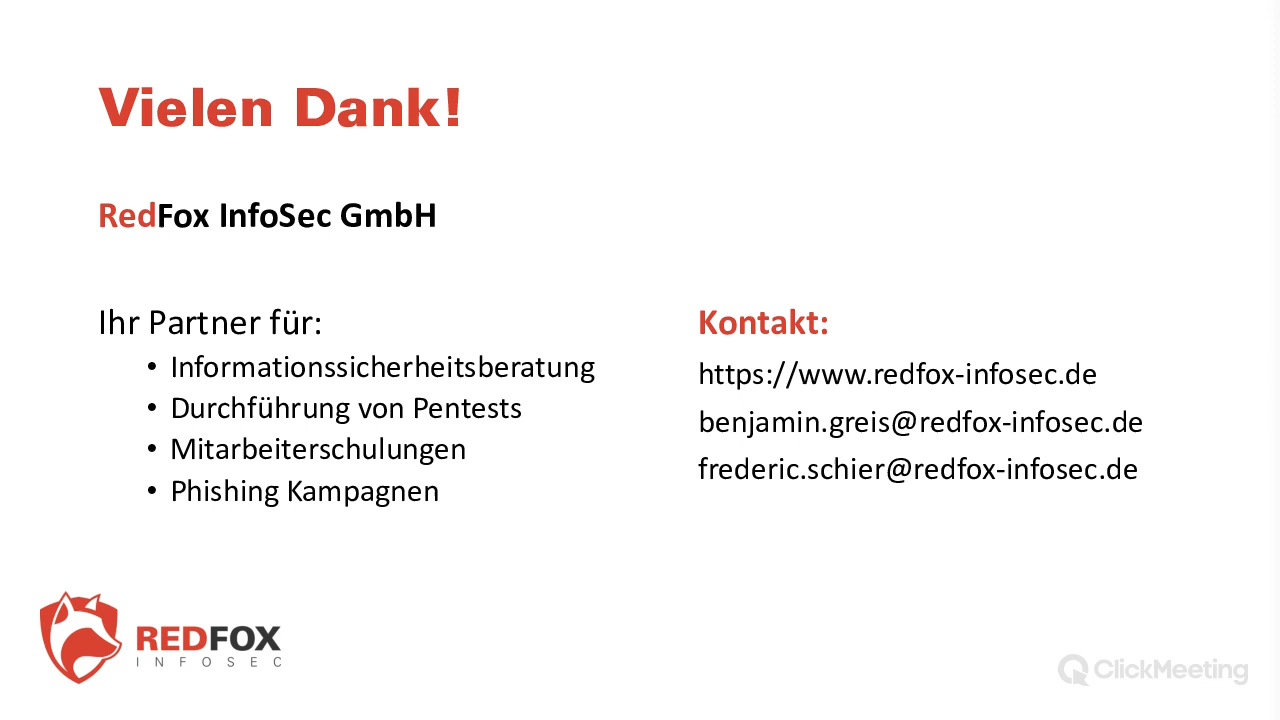 Vielen Dank!
RedFox InfoSec GmbH
Ihr Partner für:
• Informationssicherheitsberatung
• Durchführung von Pentests
• Mitarbeiterschulungen
• Phishing Kampagnen
Kontakt:
https://www.redfox-infosec.de
benjamin.greis@redfox-infosec.de
frederic.schier@redfox-infosec.de
REDFOX
INFOSEC
ClickMeeting